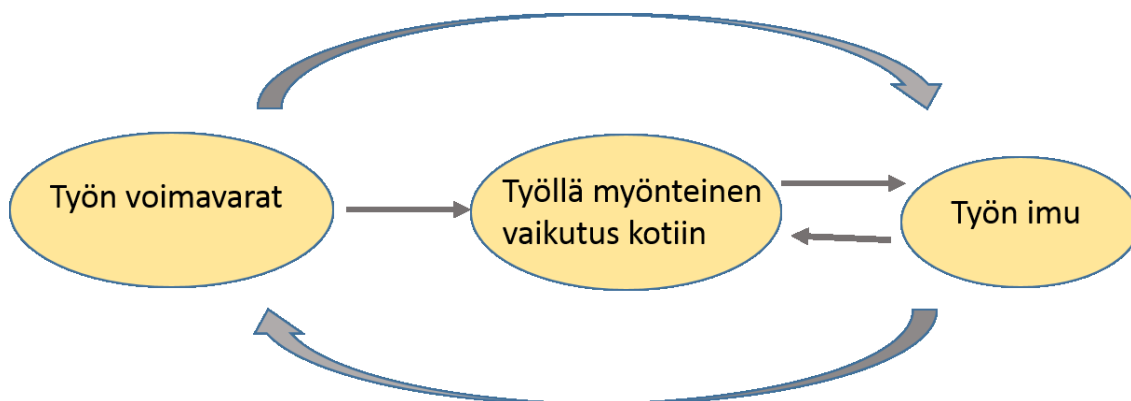 Työn voimavarat
Työllä myönteinen
vaikutus kotiin
Työn imu